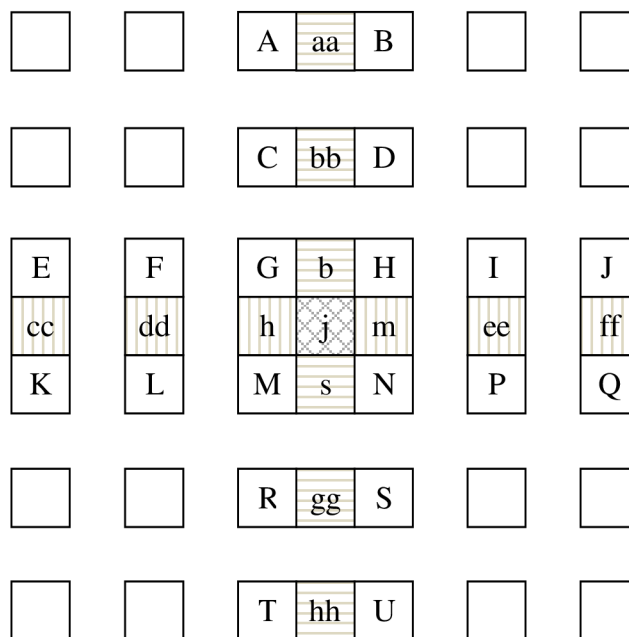 A aa B
C bb D
E F G b H I J
cc dd h j m ee ff
K L M s N P Q
R gg S
T hh U